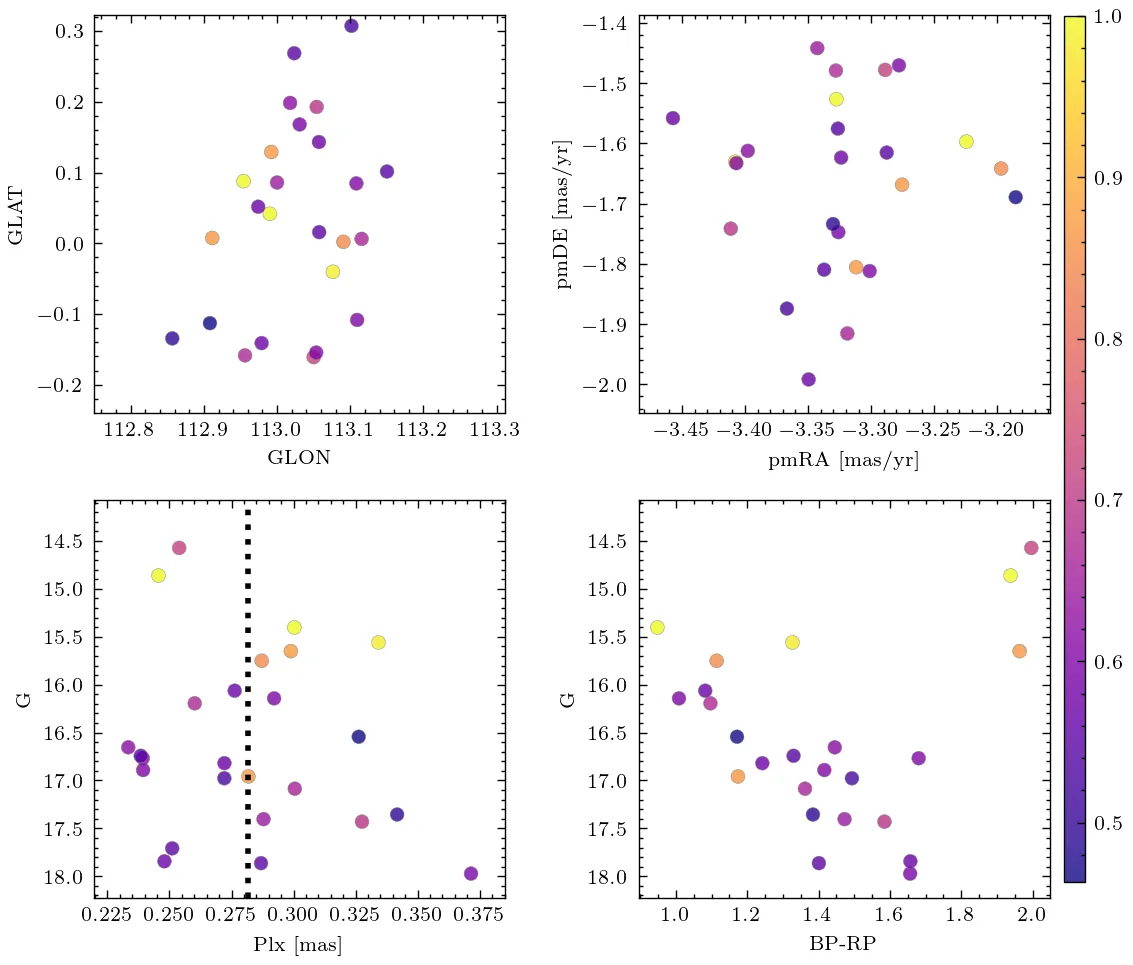 0.3
0.2
0.1
0.0
−0.1
−0.2
GLAT
112.8 112.9 113.0 113.1 113.2 113.3
GLON
−1.4
−1.5
−1.6
−1.7
−1.8
−1.9
−2.0
pmDE [mas/yr]
−3.45 −3.40 −3.35 −3.30 −3.25 −3.20
pmRA [mas/yr]
1.0
0.9
0.8
0.7
0.6
0.5
14.5
15.0
15.5
16.0
16.5
17.0
17.5
18.0
G
0.225 0.250 0.275 0.300 0.325 0.350 0.375
Plx [mas]
14.5
15.0
15.5
16.0
16.5
17.0
17.5
18.0
G
1.0 1.2 1.4 1.6 1.8 2.0
BP-RP